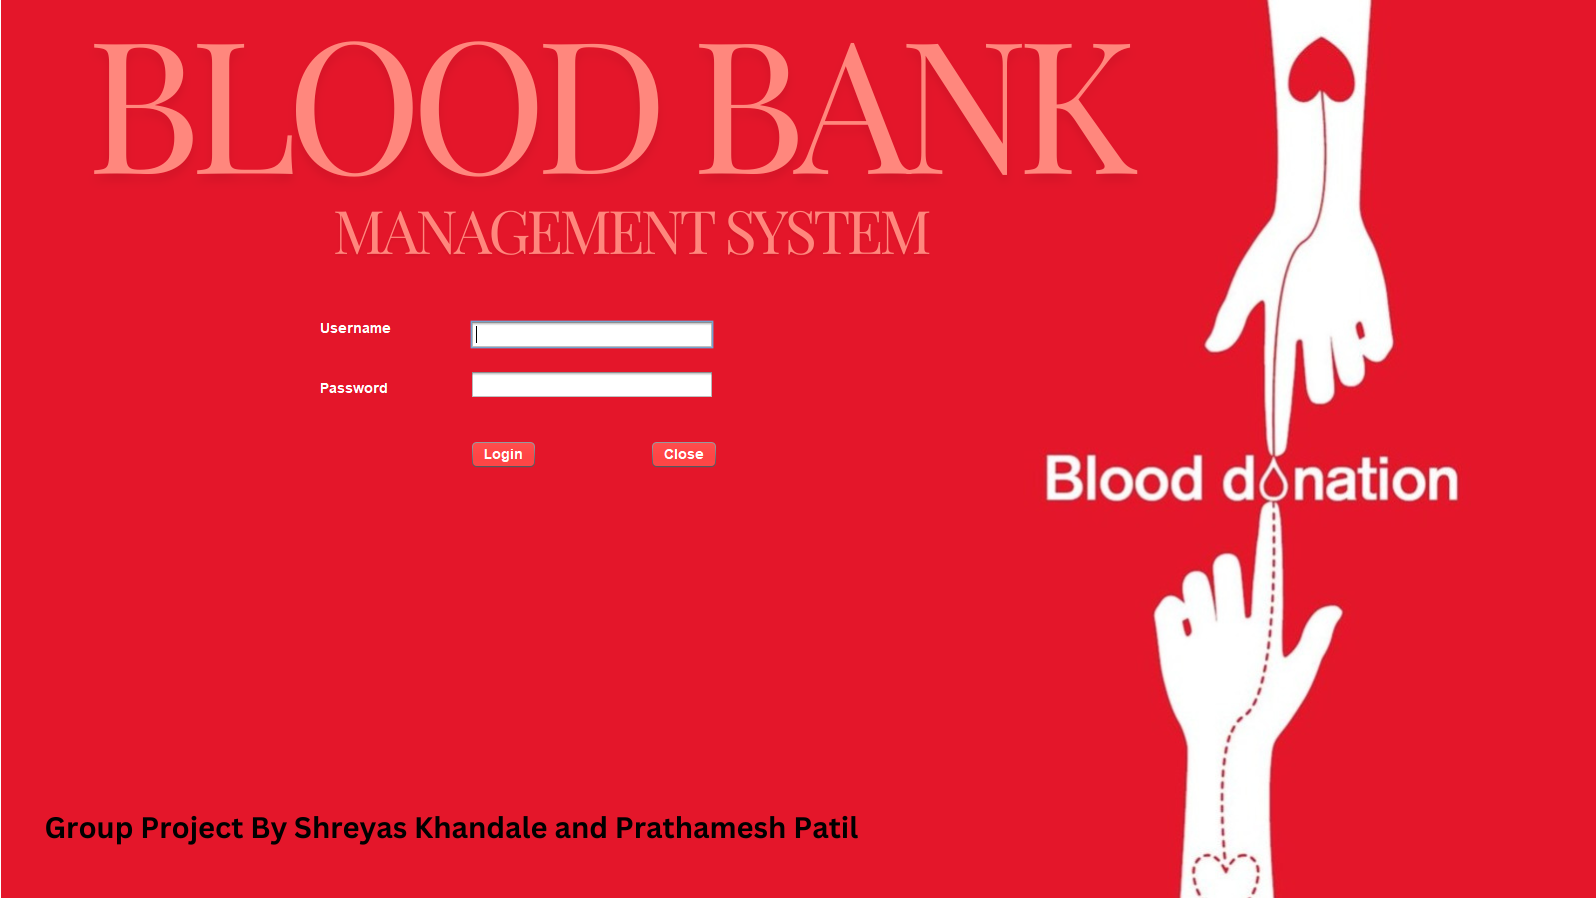 BLOOD BANK
MANAGEMENT SYSTEM
Username
Password
Login Close
Blood donation
Group Project By Shreyas Khandale and Prathamesh Patil